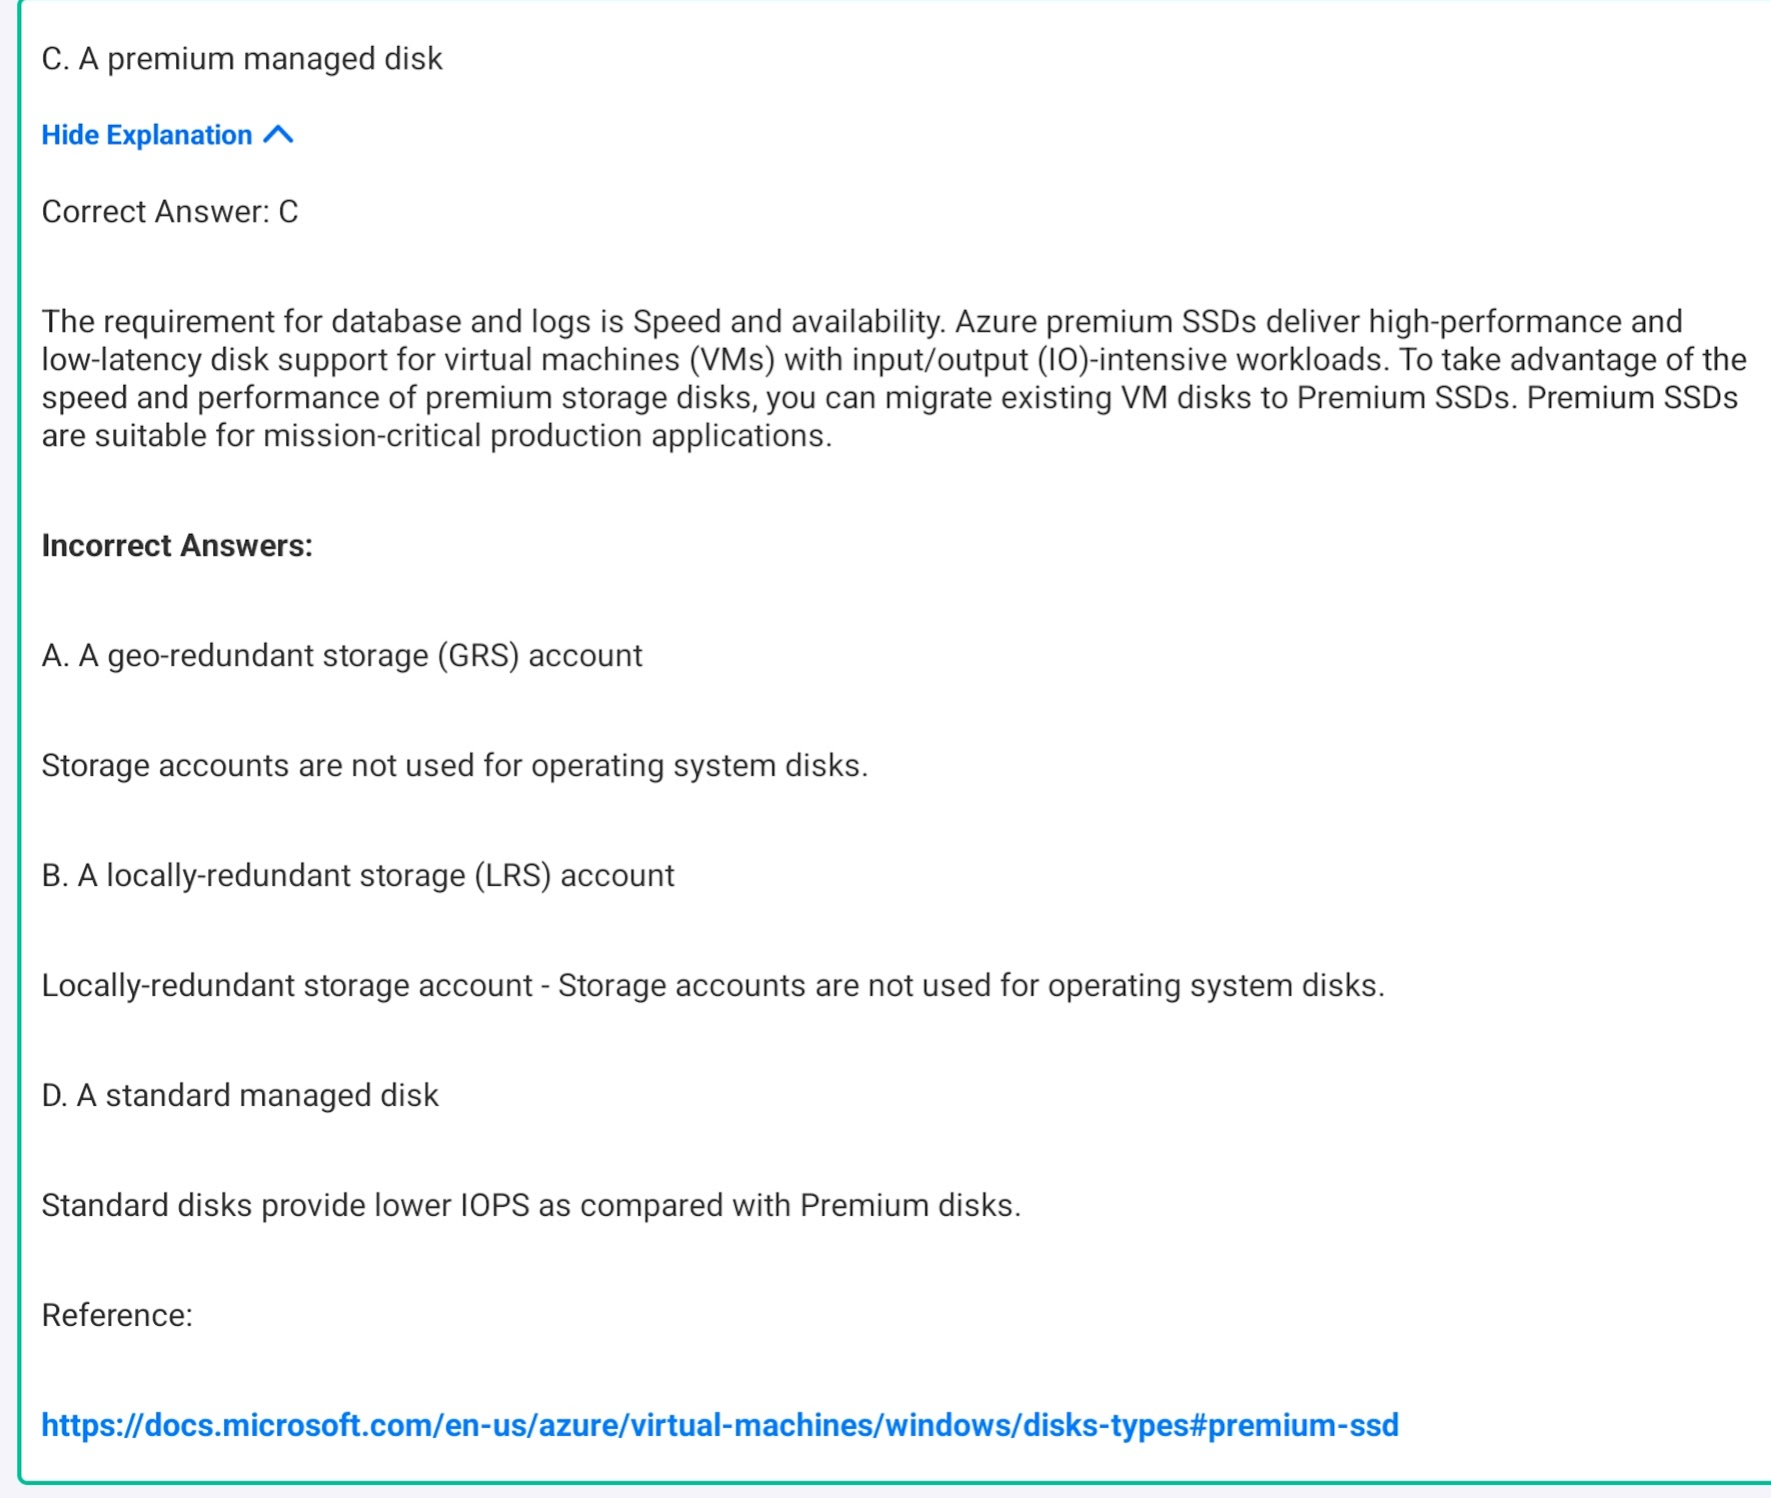 C. A premium managed disk
Hide Explanation
Correct Answer: C
The requirement for database and logs is Speed and availability. Azure premium SSDs deliver high-performance and
low-latency disk support for virtual machines (VMs) with input/output (IO)-intensive workloads. To take advantage of the
speed and performance of premium storage disks, you can migrate existing VM disks to Premium SSDs. Premium SSDs
are suitable for mission-critical production applications.
Incorrect Answers:
A. A geo-redundant storage (GRS) account
Storage accounts are not used for operating system disks.
B. A locally-redundant storage (LRS) account
Locally-redundant storage account - Storage accounts are not used for operating system disks.
D. A standard managed disk
Standard disks provide lower IOPS as compared with Premium disks.
Reference:
https://docs.microsoft.com/en-us/azure/virtual-machines/windows/disks-types#premium-ssd